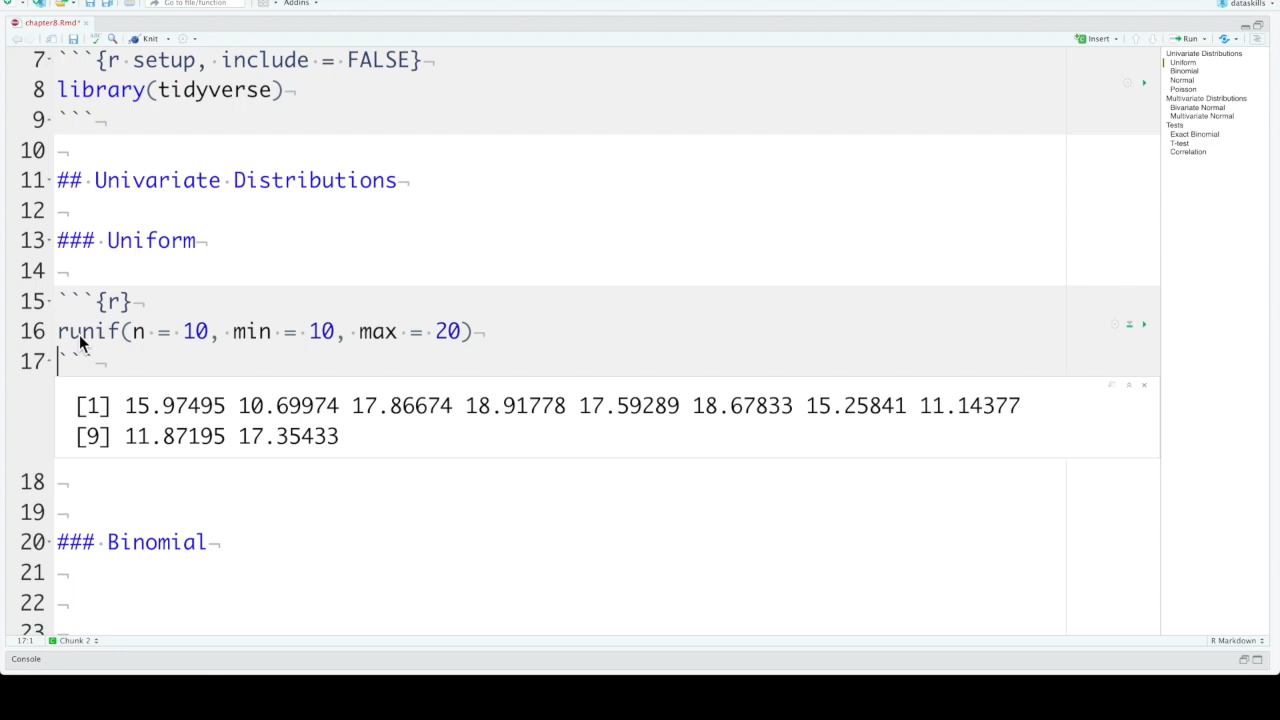 Go to file/function
Addins
dataskills
chapter8.Rmd*
Knit
Insert
Run
7 ```{r setup, include = FALSE}
8 library(tidyverse)
9 ```
10
11 ## Univariate Distributions
12
13 ### Uniform
14
15 ```{r}
16 runif(n = 10, min = 10, max = 20)
17 ```
[1] 15.97495 10.69974 17.86674 18.91778 17.59289 18.67833 15.25841 11.14377
[9] 11.87195 17.35433
18
19
20 ### Binomial
21
22
23
Univariate Distributions
Uniform
Binomial
Normal
Poisson
Multivariate Distributions
Bivariate Normal
Multivariate Normal
Tests
Exact Binomial
T-test
Correlation
17:1
Chunk 2
R Markdown
Console